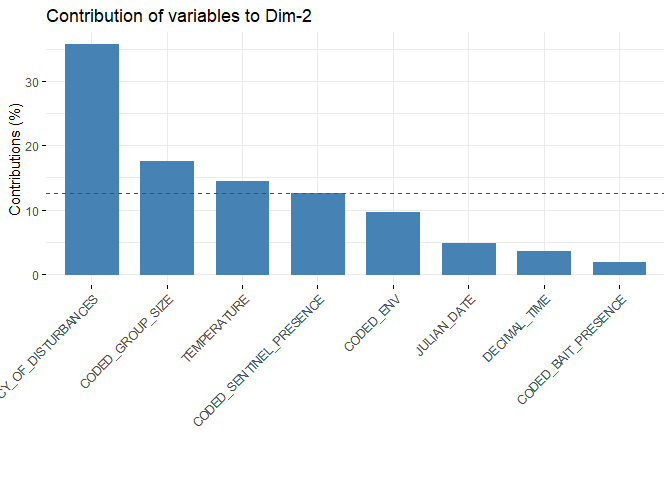 Contribution of variables to Dim-2
Contributions (%)
30
20
10
0
CY_OF_DISTURBANCES
CODED_GROUP_SIZE
TEMPERATURE
CODED_SENTINEL_PRESENCE
CODED_ENV
JULIAN_DATE
DECIMAL_TIME
CODED_BAIT_PRESENCE